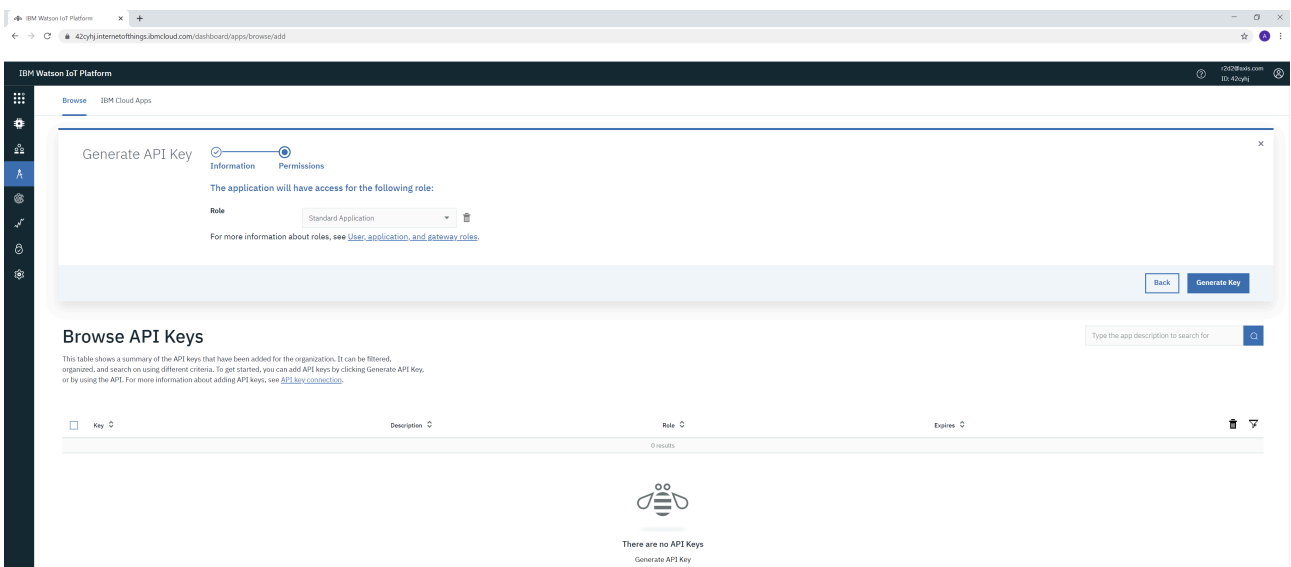 IBM Watson IoT Platform
42cyhj.internetofthings.ibmcloud.com/dashboard/apps/browse/add
A
IBM Watson IoT Platform
r2d2@axis.com
ID: 42cyhj
Browse IBM Cloud Apps
Generate API Key
Information Permissions
The application will have access for the following role:
Role
Standard Application
For more information about roles, see User, application, and gateway roles.
Back Generate Key
Browse API Keys
Type the app description to search for
This table shows a summary of the API keys that have been added for the organization. It can be filtered,
organized, and search on using different criteria. To get started, you can add API keys by clicking Generate API Key,
or by using the API. For more information about adding API keys, see API key connection.
Key Description Role Expires
0 results
There are no API Keys
Generate API Key